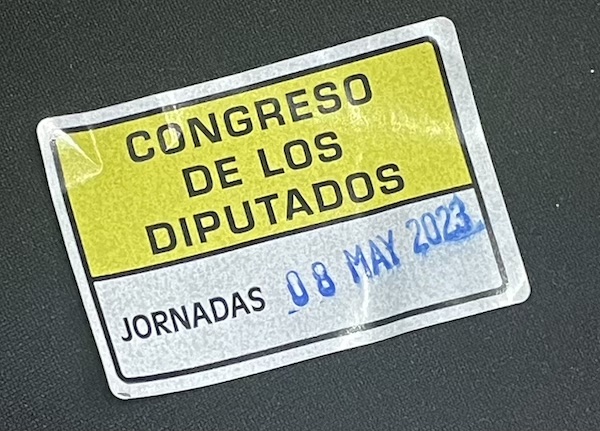 CONGRESO
DE LOS
DIPUTADOS
JORNADAS 08 MAY 2023